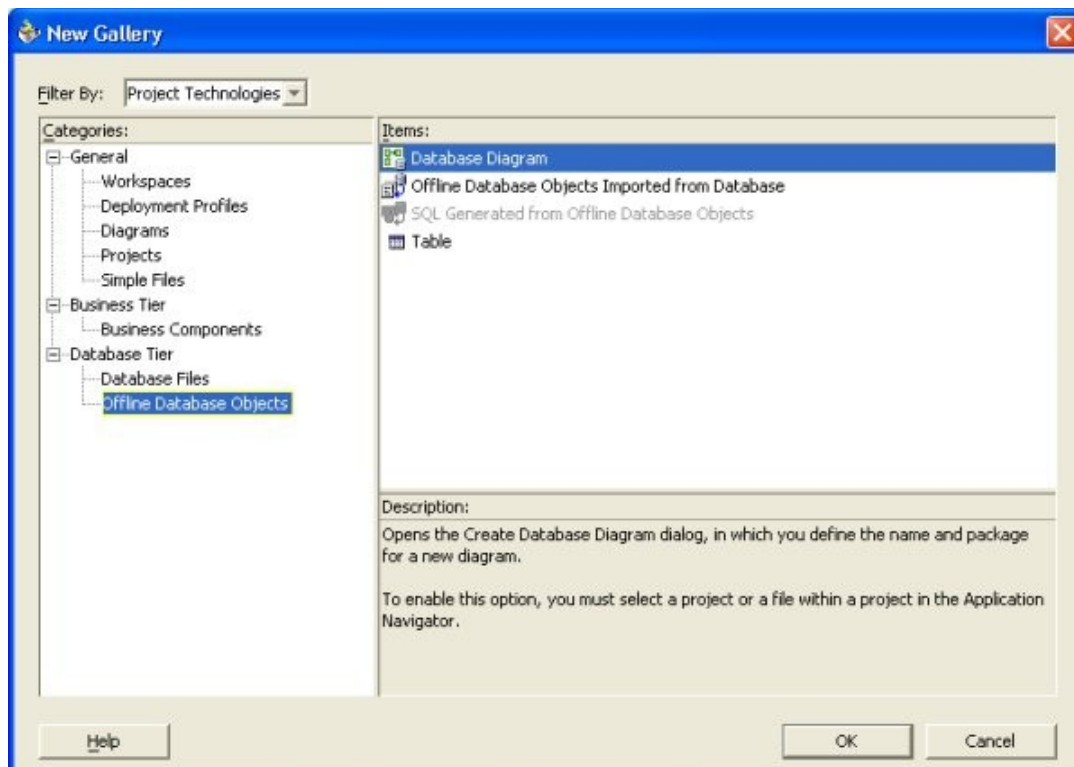 New Gallery
Filter By: Project Technologies
Categories:
General
Workspaces
Deployment Profiles
Diagrams
Projects
Simple Files
Business Tier
Business Components
Database Tier
Database Files
Offline Database Objects
Items:
Database Diagram
Offline Database Objects Imported from Database
SQL Generated from Offline Database Objects
Table
Description:
Opens the Create Database Diagram dialog, in which you define the name and package
for a new diagram.
To enable this option, you must select a project or a file within a project in the Application
Navigator.
Help
OK
Cancel